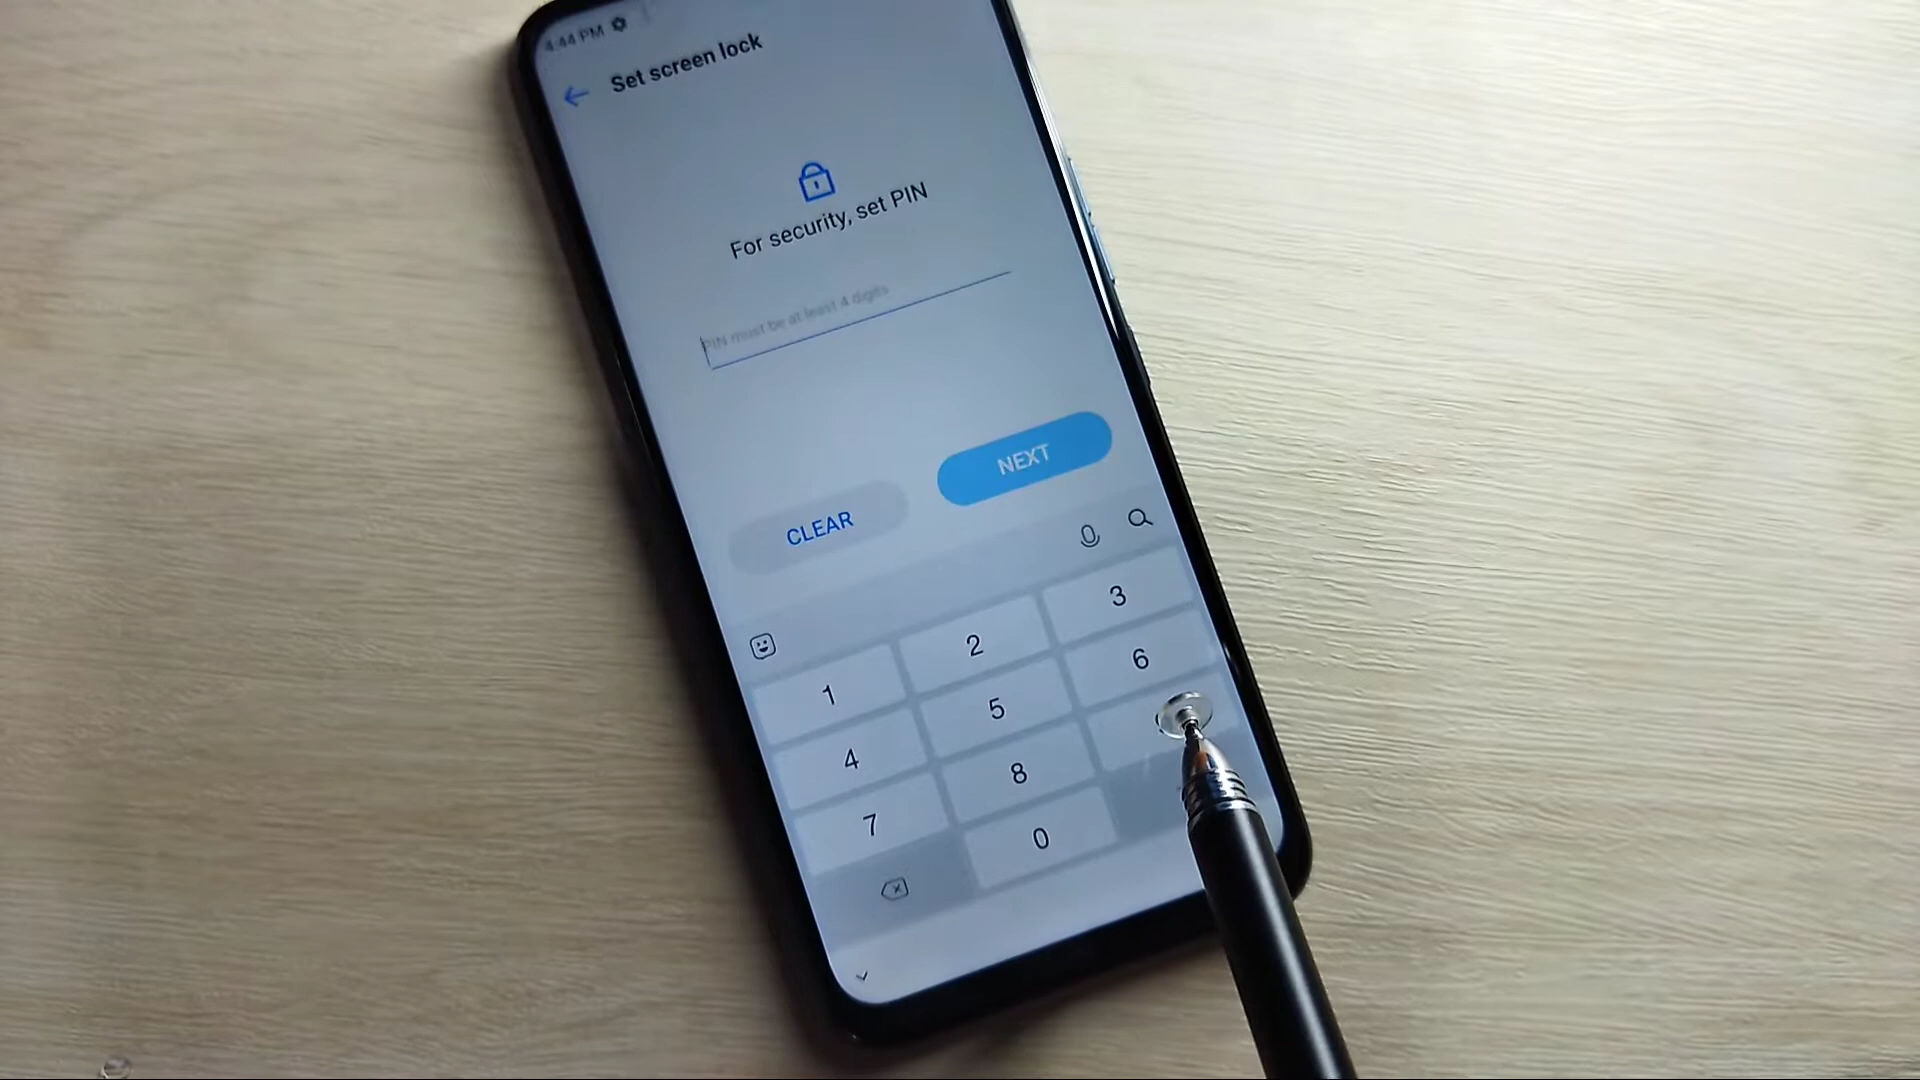 4:44 PM
Set screen lock
For security, set PIN
PIN must be at least 4 digits
CLEAR
NEXT
1
2
3
4
5
6
7
8
0